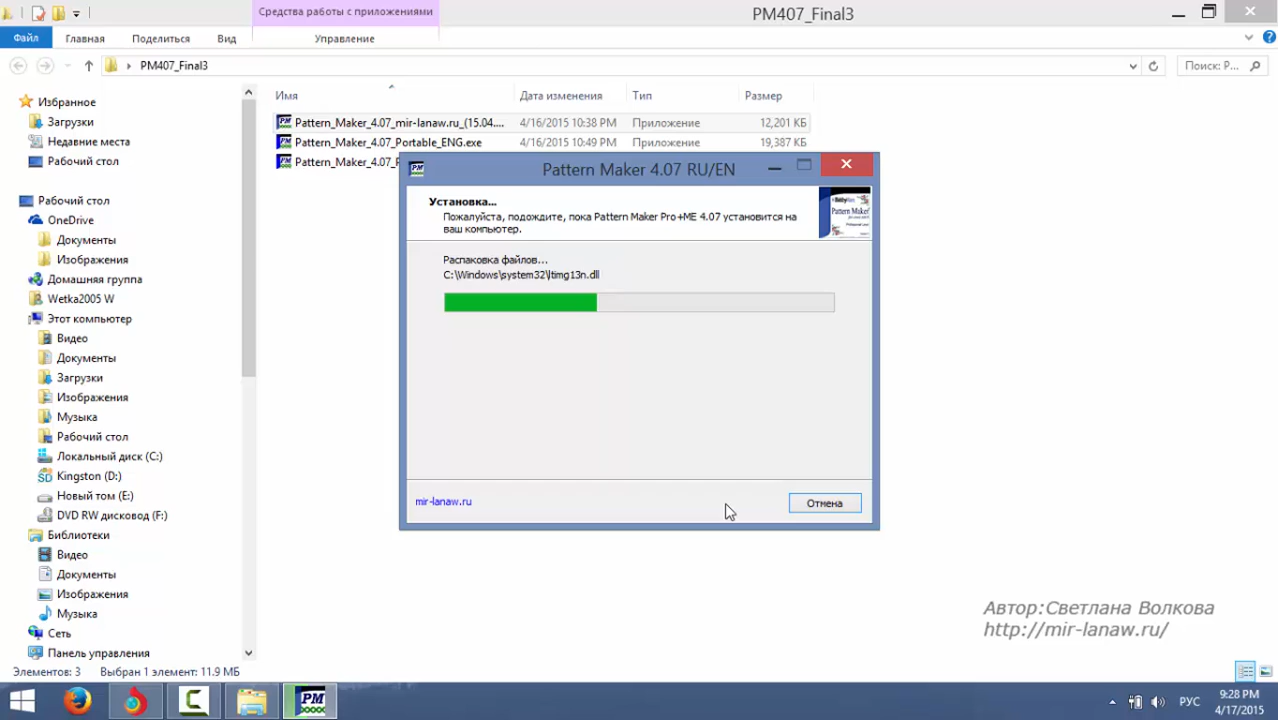 Средства работы с приложениями
PM407_Final3
Файл
Главная
Поделиться
Вид
Управление
PM407_Final3
Поиск: P...
Имя
Дата изменения
Тип
Размер
Pattern_Maker_4.07_mir-lanaw.ru_(15.04....
4/16/2015 10:38 PM
Приложение
12,201 КБ
Pattern_Maker_4.07_Portable_ENG.exe
4/16/2015 10:49 PM
Приложение
19,387 КБ
Pattern_Maker_4.07_P
Избранное
Загрузки
Недавние места
Рабочий стол
Рабочий стол
OneDrive
Документы
Изображения
Домашняя группа
Wetka2005 W
Этот компьютер
Видео
Документы
Загрузки
Изображения
Музыка
Рабочий стол
Локальный диск (C:)
Kingston (D:)
Новый том (E:)
DVD RW дисковод (F:)
Библиотеки
Видео
Документы
Изображения
Музыка
Сеть
Панель управления
PM
Pattern Maker 4.07 RU/EN
Установка...
Пожалуйста, подождите, пока Pattern Maker Pro+ME 4.07 установится на
ваш компьютер.
Pattern Maker
Распаковка файлов...
C:\Windows\system32\ltimg13n.dll
mir-lanaw.ru
Отмена
Автор:Светлана Волкова
http://mir-lanaw.ru/
Элементов: 3
Выбран 1 элемент: 11.9 МБ
PM
РУС
9:28 PM
4/17/2015